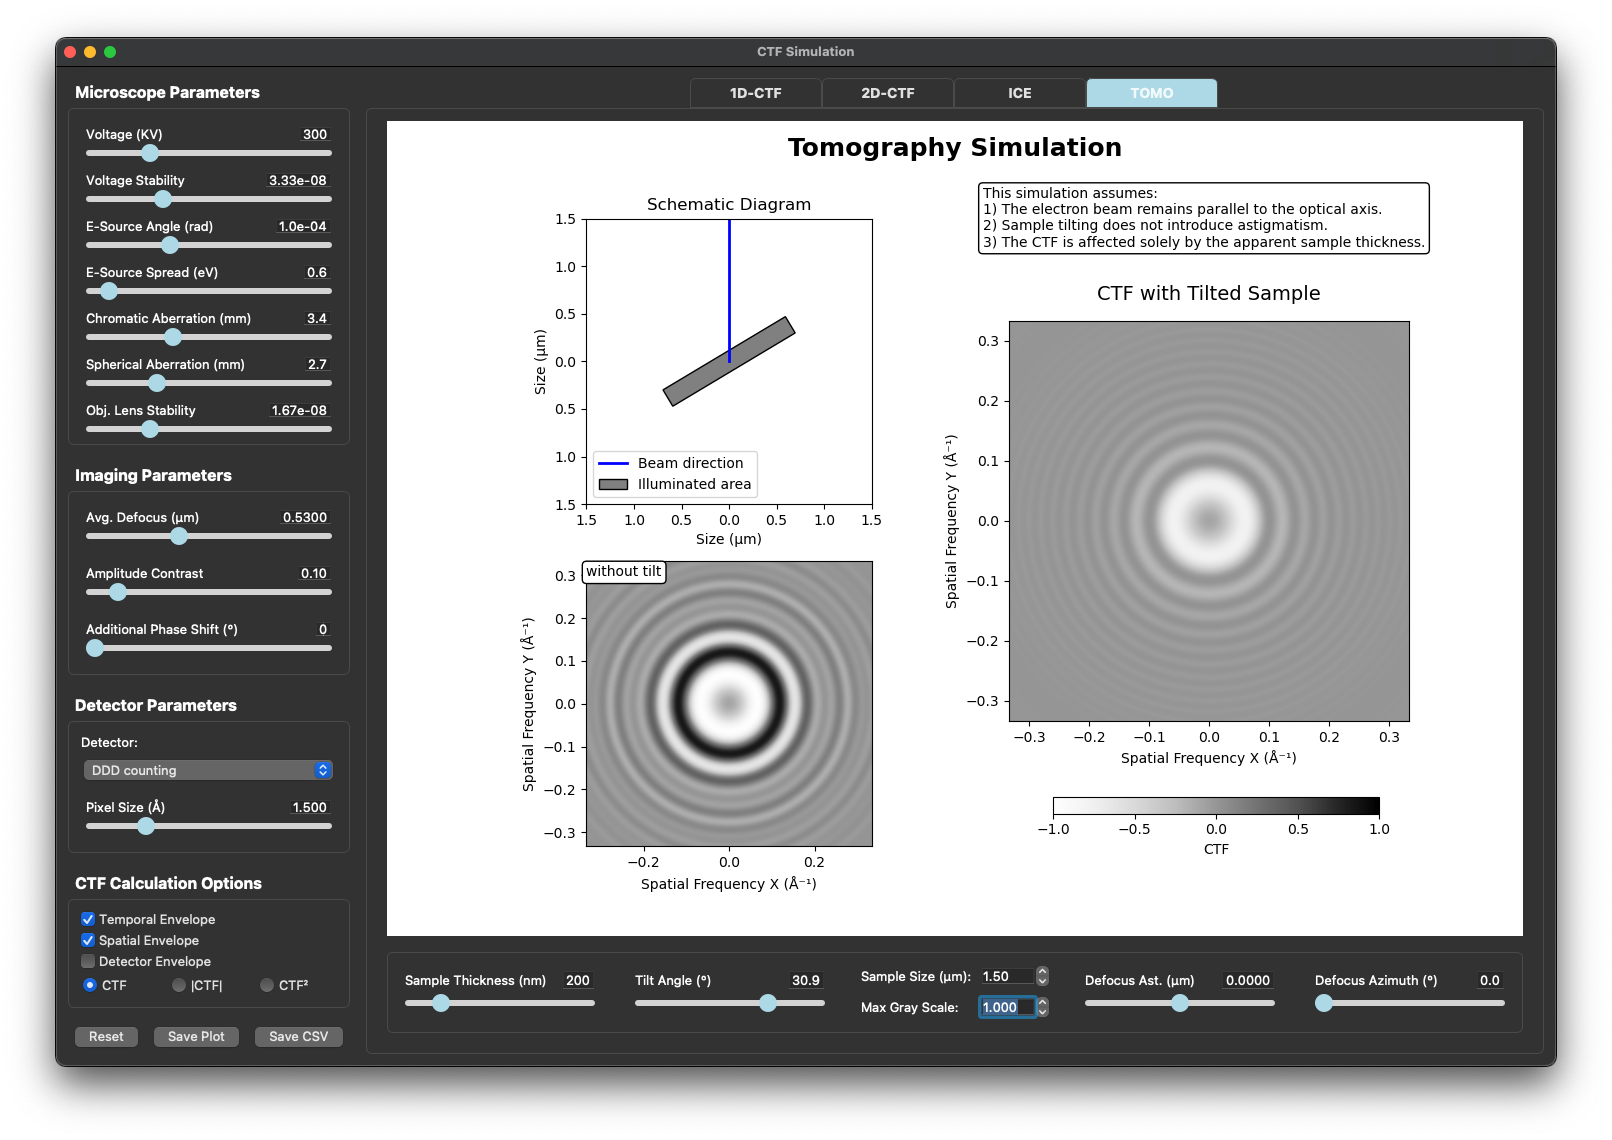 CTF Simulation
Microscope Parameters
Voltage (KV) 300
Voltage Stability 3.33e-08
E-Source Angle (rad) 1.0e-04
E-Source Spread (eV) 0.6
Chromatic Aberration (mm) 3.4
Spherical Aberration (mm) 2.7
Obj. Lens Stability 1.67e-08
Imaging Parameters
Avg. Defocus (μm) 0.5300
Amplitude Contrast 0.10
Additional Phase Shift (°) 0
Detector Parameters
Detector:
DDD counting
Pixel Size (Å) 1.500
CTF Calculation Options
Temporal Envelope
Spatial Envelope
Detector Envelope
CTF |CTF| CTF²
Reset Save Plot Save CSV
1D-CTF 2D-CTF ICE TOMO
Tomography Simulation
Schematic Diagram
1.5
1.0
0.5
0.0
0.5
1.0
1.5
Size (μm)
Beam direction
Illuminated area
1.5 1.0 0.5 0.0 0.5 1.0 1.5
Size (μm)
without tilt
0.3
0.2
0.1
0.0
−0.1
−0.2
−0.3
Spatial Frequency Y (Å⁻¹)
−0.2 0.0 0.2
Spatial Frequency X (Å⁻¹)
This simulation assumes:
1) The electron beam remains parallel to the optical axis.
2) Sample tilting does not introduce astigmatism.
3) The CTF is affected solely by the apparent sample thickness.
CTF with Tilted Sample
0.3
0.2
0.1
0.0
−0.1
−0.2
−0.3
Spatial Frequency Y (Å⁻¹)
−0.3 −0.2 −0.1 0.0 0.1 0.2 0.3
Spatial Frequency X (Å⁻¹)
−1.0 −0.5 0.0 0.5 1.0
CTF
Sample Thickness (nm) 200
Tilt Angle (°) 30.9
Sample Size (μm): 1.50
Max Gray Scale: 1.000
Defocus Ast. (μm) 0.0000
Defocus Azimuth (°) 0.0